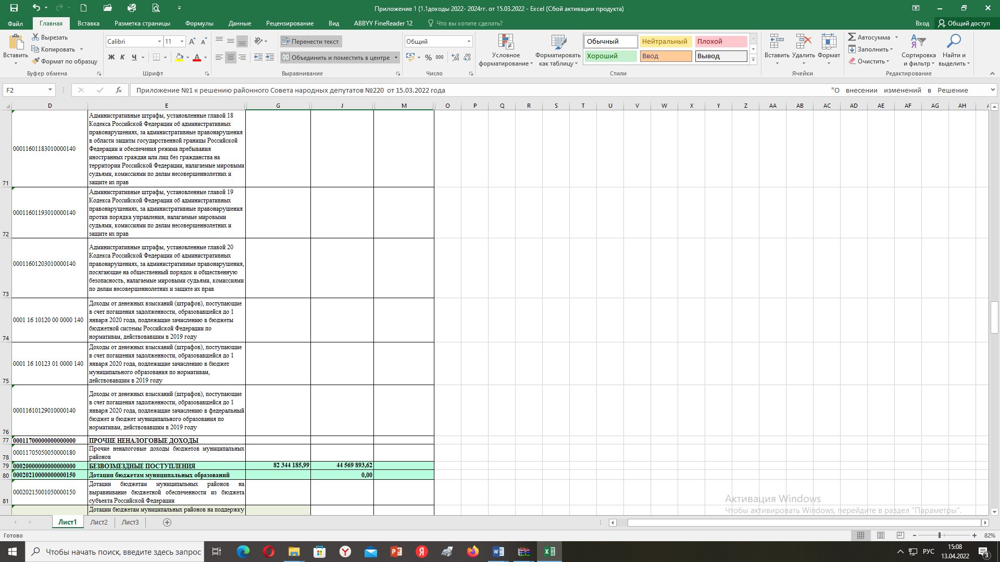 Приложение 1 (1.1доходы 2022- 2024гг. от 15.03.2022 - Excel (Сбой активации продукта)
Файл Главная Вставка Разметка страницы Формулы Данные Рецензирование Вид ABBYY FineReader 12 Что вы хотите сделать? Вход Общий доступ
Вставить
Вырезать
Копировать
Формат по образцу
Буфер обмена
Calibri 11
Ж К Ч
Шрифт
Перенести текст
Объединить и поместить в центре
Выравнивание
Общий
% 000
Число
Условное форматирование
Форматировать как таблицу
Обычный Нейтральный Плохой
Хороший Ввод Вывод
Стили
Вставить Удалить Формат
Ячейки
Автосумма
Заполнить
Очистить
Сортировка и фильтр
Найти и выделить
Редактирование
F2 fx Приложение №1 к решению районного Совета народных депутатов №220 от 15.03.2022 года "О внесении изменений в Решение
D E G J M O P Q R S T U V W X Y Z AA AB AC AD AE AF AG AH
Административные штрафы, установленные главой 18
Кодекса Российской Федерации об административных
правонарушениях, за административные правонарушения
в области защиты государственной границы Российской
Федерации и обеспечения режима пребывания
иностранных граждан или лиц без гражданства на
территории Российской Федерации, налагаемые мировыми
судьями, комиссиями по делам несовершеннолетних и
защите их прав
71 00011601183010000140
Административные штрафы, установленные главой 19
Кодекса Российской Федерации об административных
правонарушениях, за административные правонарушения
против порядка управления, налагаемые мировыми
судьями, комиссиями по делам несовершеннолетних и
защите их прав
72 00011601193010000140
Административные штрафы, установленные главой 20
Кодекса Российской Федерации об административных
правонарушениях, за административные правонарушения,
посягающие на общественный порядок и общественную
безопасность, налагаемые мировыми судьями, комиссиями
по делам несовершеннолетних и защите их прав
73 00011601203010000140
Доходы от денежных взысканий (штрафов), поступающие
в счет погашения задолженности, образовавшейся до 1
января 2020 года, подлежащие зачислению в бюджеты
бюджетной системы Российской Федерации по
нормативам, действовавшим в 2019 году
74 0001 16 10120 00 0000 140
Доходы от денежных взысканий (штрафов), поступающие
в счет погашения задолженности, образовавшейся до 1
января 2020 года, подлежащие зачислению в бюджет
муниципального образования по нормативам,
действовавшим в 2019 году
75 0001 16 10123 01 0000 140
Доходы от денежных взысканий (штрафов), поступающие
в счет погашения задолженности, образовавшейся до 1
января 2020 года, подлежащие зачислению в федеральный
бюджет и бюджет муниципального образования по
нормативам, действовавшим в 2019 году
76 00011610129010000140
77 00011700000000000000 ПРОЧИЕ НЕНАЛОГОВЫЕ ДОХОДЫ
Прочие неналоговые доходы бюджетов муниципальных
районов
78 00011705050050000180
79 00020000000000000000 БЕЗВОЗМЕЗДНЫЕ ПОСТУПЛЕНИЯ 82 344 185,99 44 569 893,62
80 00020210000000000150 Дотации бюджетам муниципальных образований 0,00
Дотации бюджетам муниципальных районов на
выравнивание бюджетной обеспеченности из бюджета
субъекта Российской Федерации
81 00020215001050000150
Дотации бюджетам муниципальных районов на поддержку
Активация Windows
Чтобы активировать Windows, перейдите в раздел "Параметры".
Лист1 Лист2 Лист3
Готово 82%
Чтобы начать поиск, введите здесь запрос
РУС
15:08
13.04.2022
3